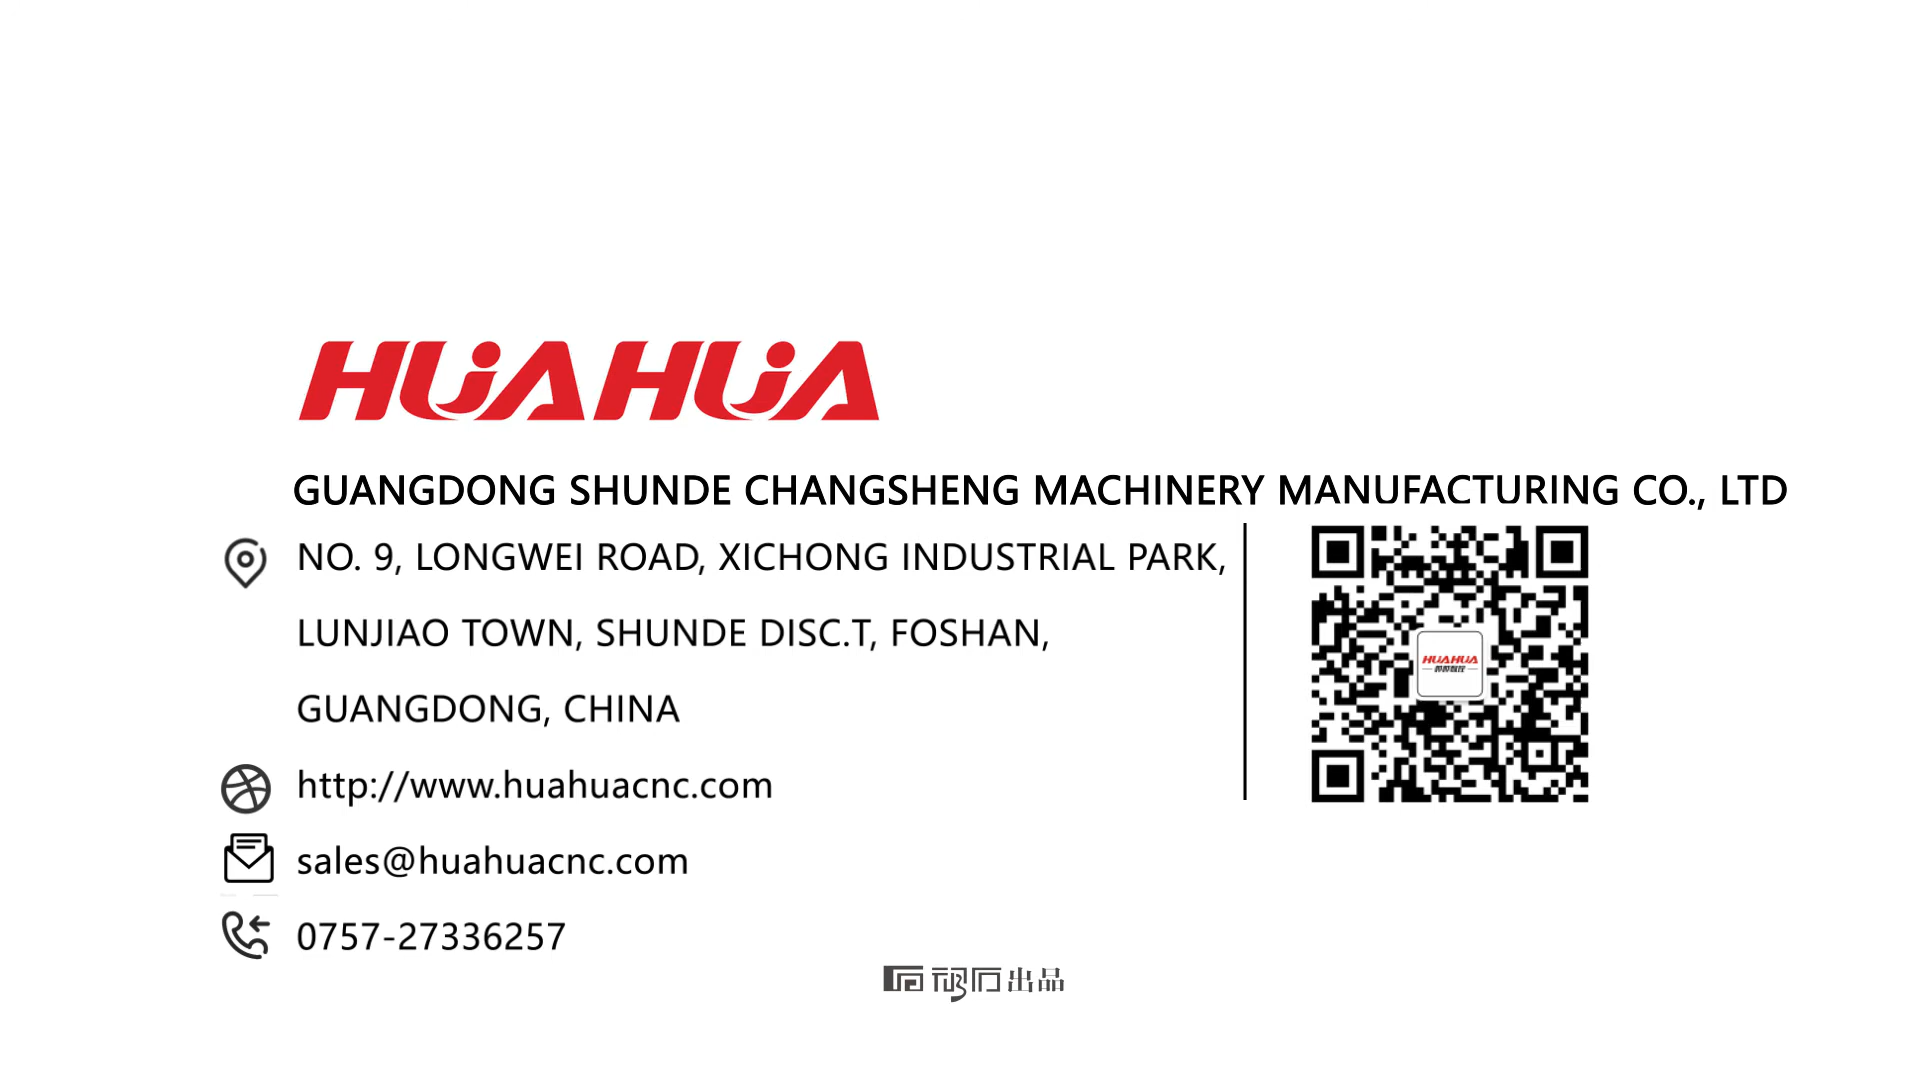 HUAHUA
GUANGDONG SHUNDE CHANGSHENG MACHINERY MANUFACTURING CO., LTD
NO. 9, LONGWEI ROAD, XICHONG INDUSTRIAL PARK,
LUNJIAO TOWN, SHUNDE DISC.T, FOSHAN,
GUANGDONG, CHINA
http://www.huahuacnc.com
sales@huahuacnc.com
0757-27336257
HUAHUA
出品